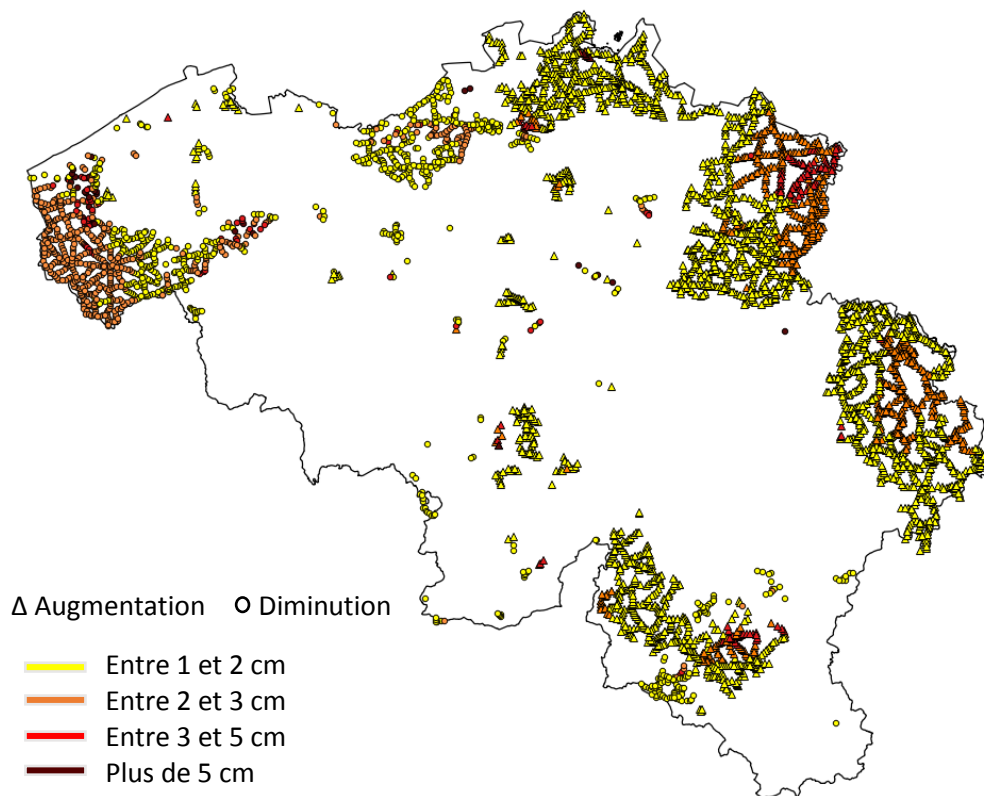 Δ Augmentation O Diminution
Entre 1 et 2 cm
Entre 2 et 3 cm
Entre 3 et 5 cm
Plus de 5 cm